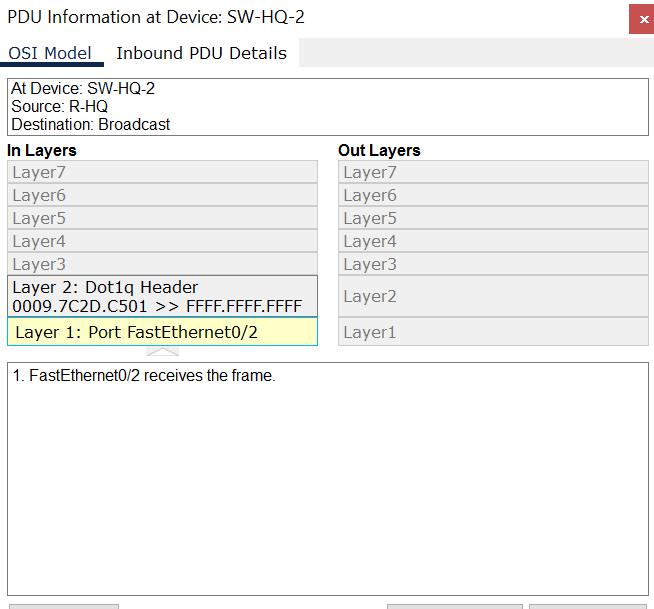 PDU Information at Device: SW-HQ-2
x
OSI Model Inbound PDU Details
At Device: SW-HQ-2
Source: R-HQ
Destination: Broadcast
In Layers
Layer7
Layer6
Layer5
Layer4
Layer3
Layer 2: Dot1q Header
0009.7C2D.C501 >> FFFF.FFFF.FFFF
Layer 1: Port FastEthernet0/2
Out Layers
Layer7
Layer6
Layer5
Layer4
Layer3
Layer2
Layer1
1. FastEthernet0/2 receives the frame.